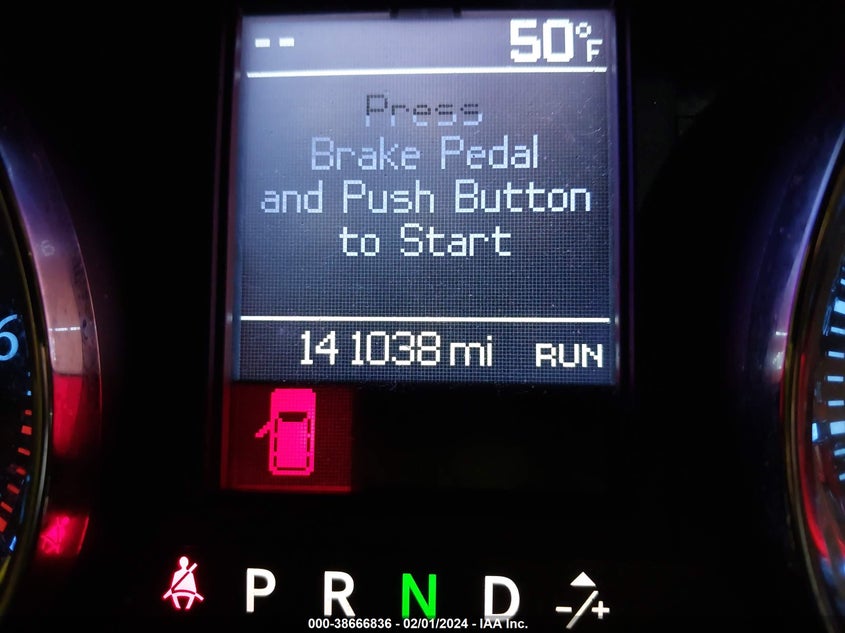 -- 50°F
Press
Brake Pedal
and Push Button
to Start
141038 mi RUN
6
P R N D -/+
000-38666836 - 02/01/2024 - IAA Inc.